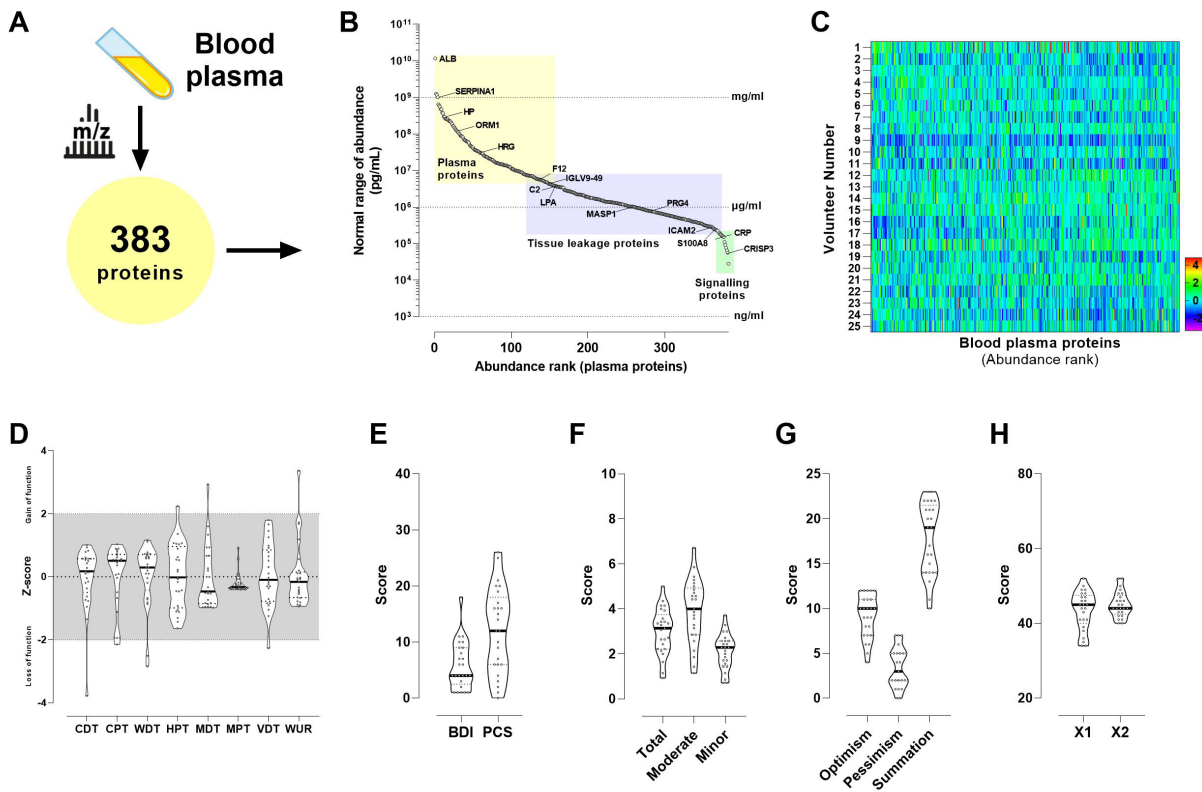 A
Blood
plasma
m/z
383
proteins
B
Normal range of abundance
(pg/mL)
10¹¹
10¹⁰
10⁹
10⁸
10⁷
10⁶
10⁵
10⁴
10³
ALB
SERPINA1
HP
ORM1
HRG
Plasma
proteins
F12
IGLV9-49
C2
LPA
MASP1
PRG4
ICAM2
S100A8
CRP
CRISP3
Tissue leakage proteins
Signalling
proteins
mg/ml
µg/ml
ng/ml
0
100
200
300
Abundance rank (plasma proteins)
C
Volunteer Number
1
2
3
4
5
6
7
8
9
10
11
12
13
14
15
16
17
18
19
20
21
22
23
24
25
Blood plasma proteins
(Abundance rank)
4
2
0
-2
D
Z-score
Gain of function
Loss of function
4
2
0
-2
-4
CDT CPT WDT HPT MDT MPT VDT WUR
E
Score
40
30
20
10
0
BDI PCS
F
Score
10
8
6
4
2
0
Total
Moderate
Minor
G
Score
25
20
15
10
5
0
Optimism
Pessimism
Summation
H
Score
80
60
40
20
X1 X2